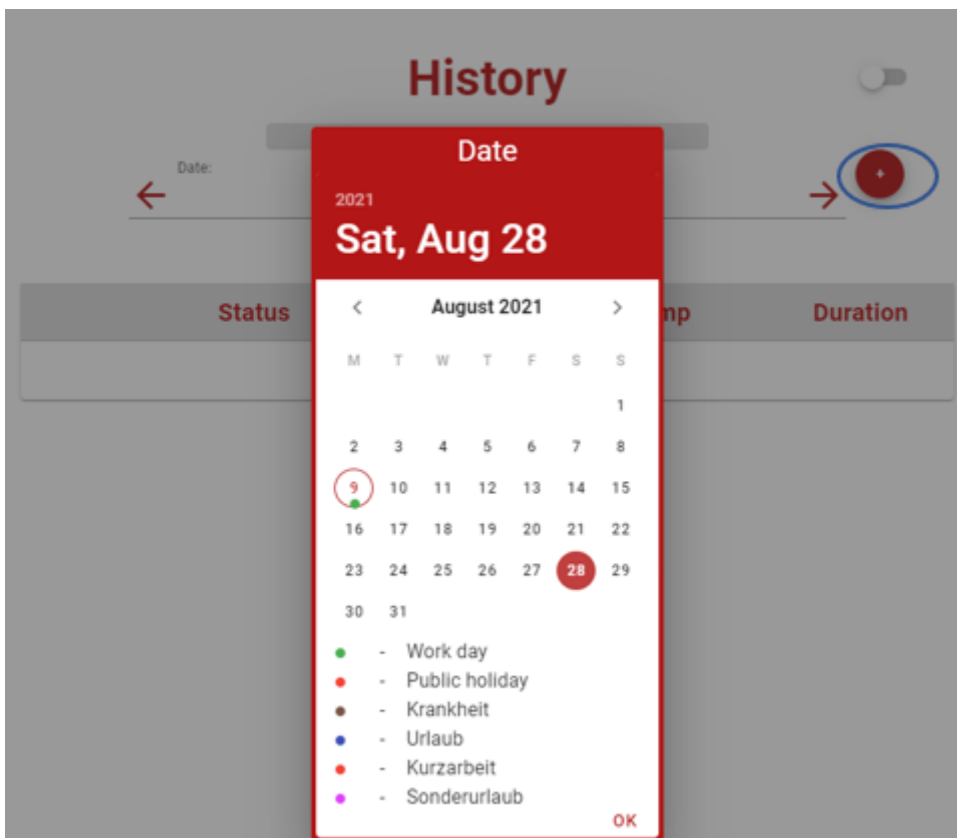 History
Date
Date:
+
2021
Sat, Aug 28
August 2021
Status
mp
Duration
M T W T F S S
1
2 3 4 5 6 7 8
9 10 11 12 13 14 15
16 17 18 19 20 21 22
23 24 25 26 27 28 29
30 31
- Work day
- Public holiday
- Krankheit
- Urlaub
- Kurzarbeit
- Sonderurlaub
OK